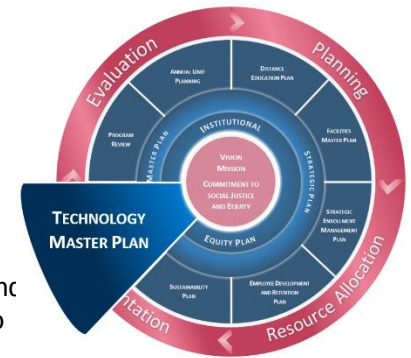 Evaluation
Planning
ANNUAL UNIT
PLANNING
DISTANCE
EDUCATION PLAN
PROGRAM
REVIEW
FACILITIES
MASTER PLAN
INSTITUTIONAL
MASTER PLAN
STRATEGIC PLAN
VISION
MISSION
COMMITMENT TO
SOCIAL JUSTICE
AND EQUITY
EQUITY PLAN
STRATEGIC
ENROLLMENT
MANAGEMENT
PLAN
TECHNOLOGY
MASTER PLAN
SUSTAINABILITY
PLAN
EMPLOYEE DEVELOPMENT
AND RETENTION
PLAN
Resource Allocation